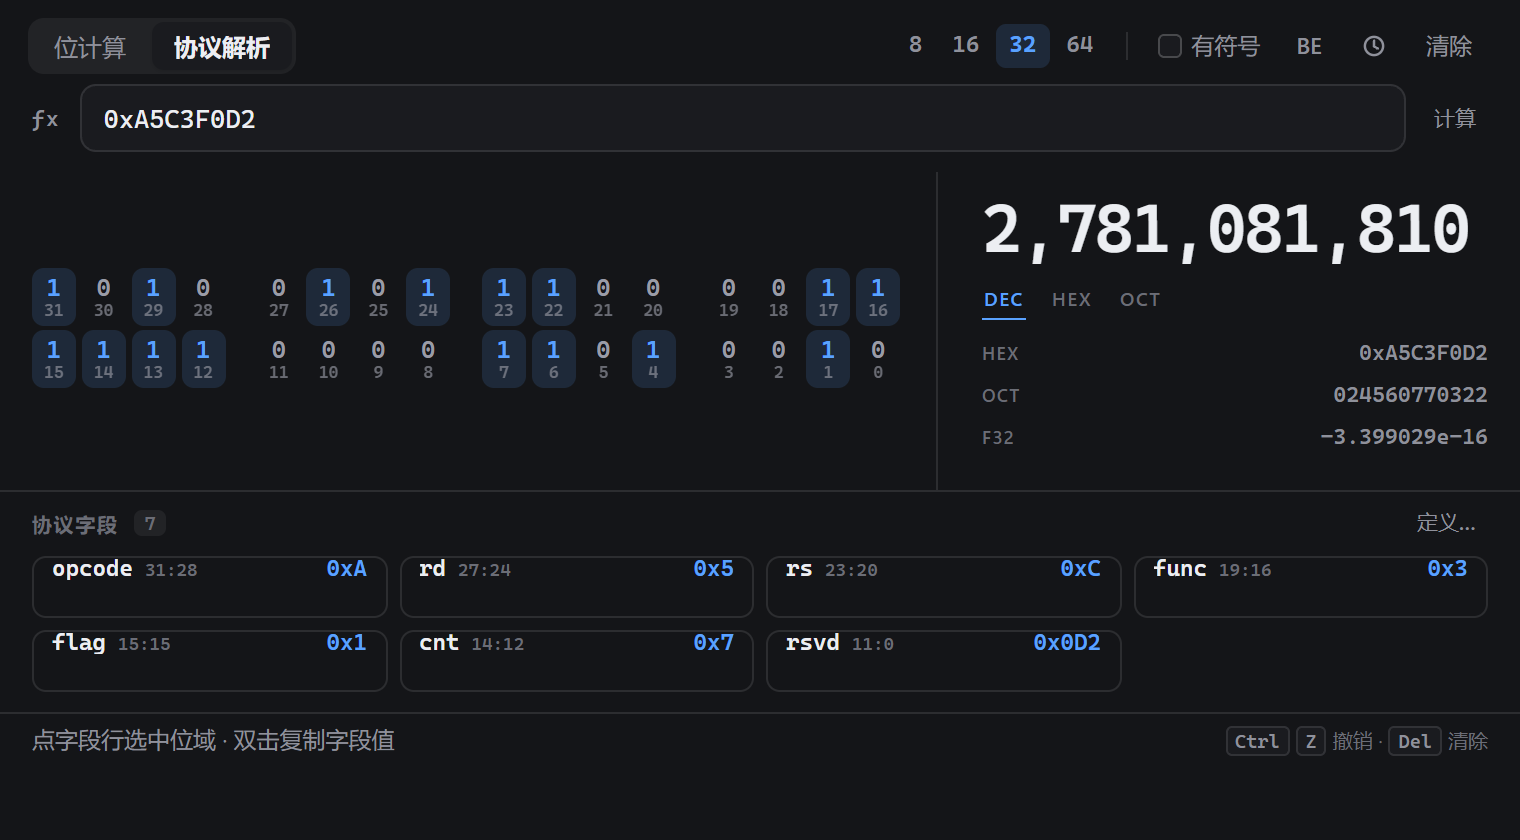 位计算 协议解析 8 16 32 64 有符号 BE 清除
ƒx 0xA5C3F0D2 计算
2,781,081,810
1 0 1 0 0 1 0 1 1 1 0 0 0 0 1 1
31 30 29 28 27 26 25 24 23 22 21 20 19 18 17 16
1 1 1 1 0 0 0 0 1 1 0 1 0 0 1 0
15 14 13 12 11 10 9 8 7 6 5 4 3 2 1 0
DEC HEX OCT
HEX 0xA5C3F0D2
OCT 024560770322
F32 −3.399029e−16
协议字段 7 定义...
opcode 31:28 0xA rd 27:24 0x5 rs 23:20 0xC func 19:16 0x3
flag 15:15 0x1 cnt 14:12 0x7 rsvd 11:0 0x0D2
点字段行选中位域 · 双击复制字段值 Ctrl Z 撤销 · Del 清除